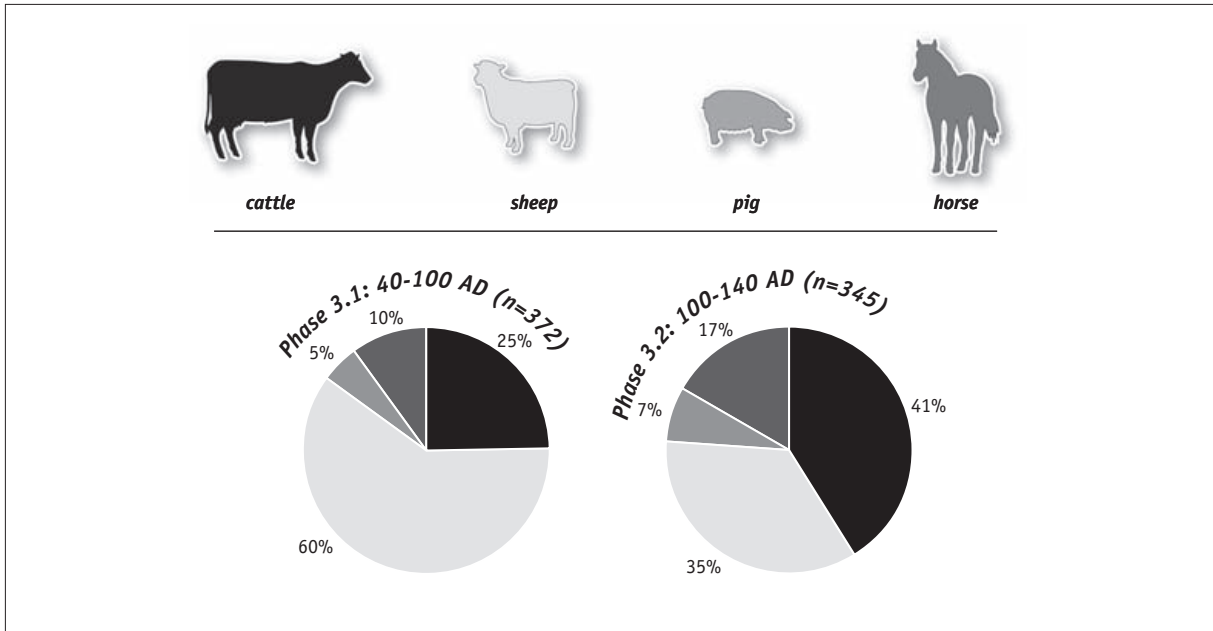 cattle
sheep
pig
horse
Phase 3.1: 40-100 AD (n=372)
10%
25%
5%
60%
Phase 3.2: 100-140 AD (n=345)
17%
7%
41%
35%